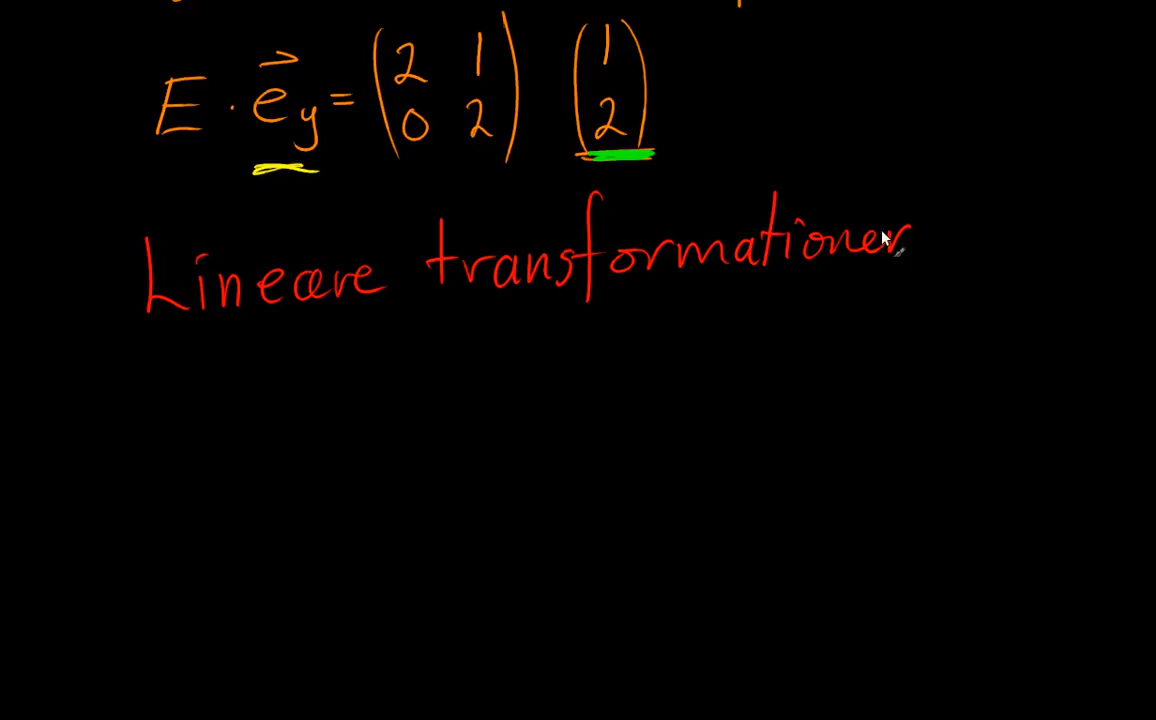 E · e⃗y = (2 1) (1)
(0 2) (2)
Lineære transformationer